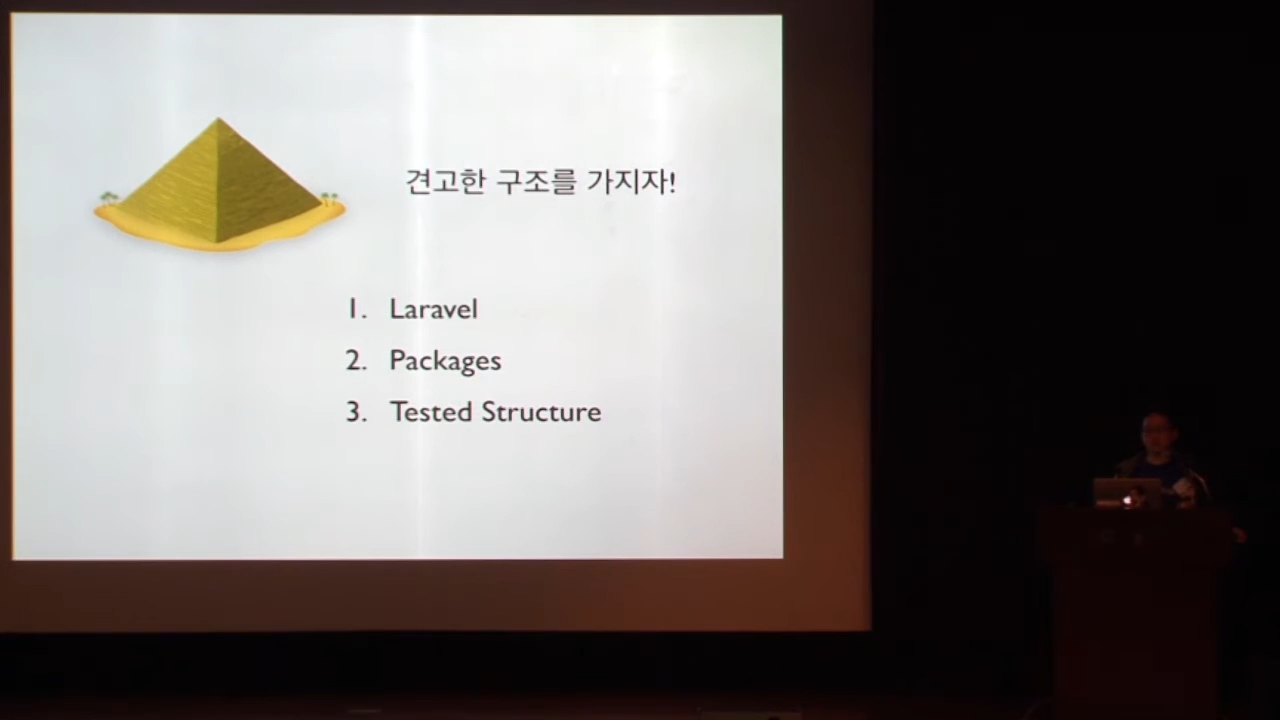 견고한 구조를 가지자!
1. Laravel
2. Packages
3. Tested Structure